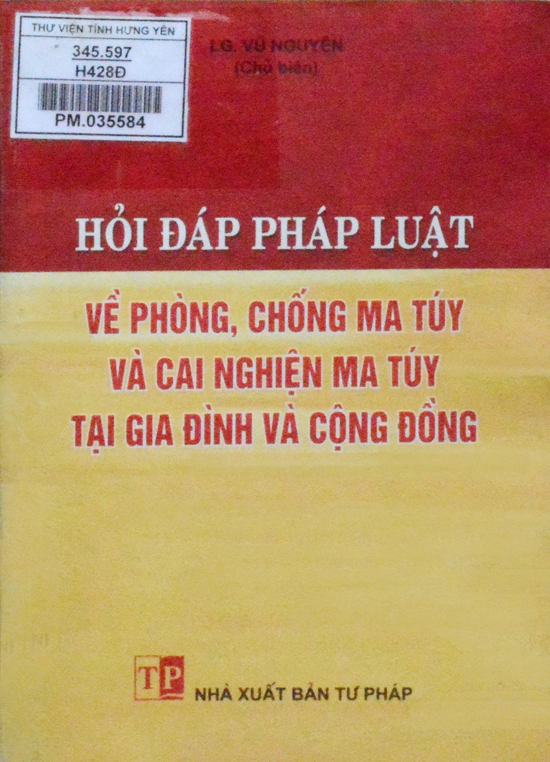 THƯ VIỆN TỈNH HƯNG YÊN
345.597
H428Đ
PM.035584
LG. VŨ NGUYÊN
(Chủ biên)
HỎI ĐÁP PHÁP LUẬT
VỀ PHÒNG, CHỐNG MA TÚY
VÀ CAI NGHIỆN MA TÚY
TẠI GIA ĐÌNH VÀ CỘNG ĐỒNG
TP
NHÀ XUẤT BẢN TƯ PHÁP